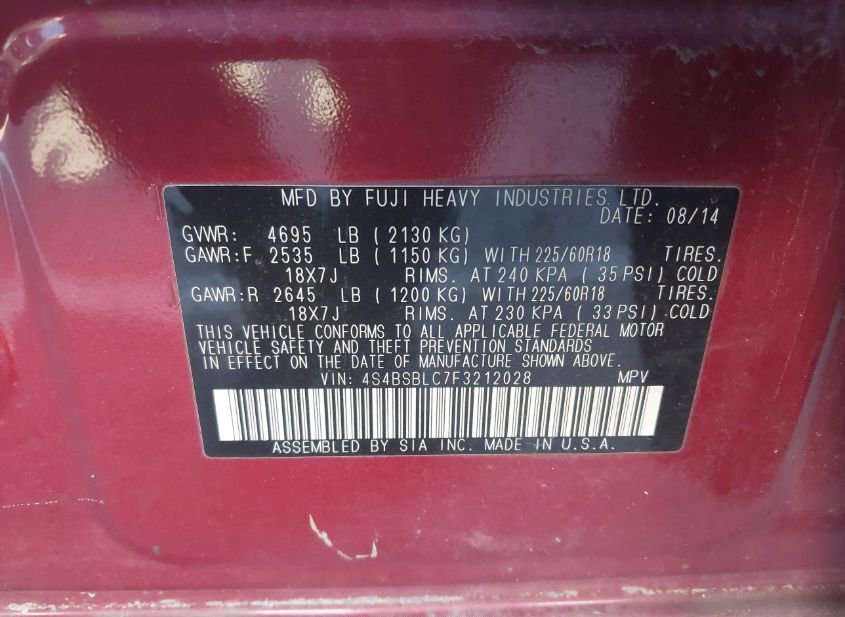 MFD BY FUJI HEAVY INDUSTRIES LTD.
DATE: 08/14
GVWR: 4695 LB ( 2130 KG)
GAWR:F 2535 LB ( 1150 KG) WITH 225/60R18 TIRES.
18X7J RIMS. AT 240 KPA ( 35 PSI) COLD
GAWR:R 2645 LB ( 1200 KG) WITH 225/60R18 TIRES.
18X7J RIMS. AT 230 KPA ( 33 PSI) COLD
THIS VEHICLE CONFORMS TO ALL APPLICABLE FEDERAL MOTOR
VEHICLE SAFETY AND THEFT PREVENTION STANDARDS
IN EFFECT ON THE DATE OF MANUFACTURE SHOWN ABOVE.
VIN: 4S4BSBLC7F3212028 MPV
ASSEMBLED BY SIA INC. MADE IN U.S.A.